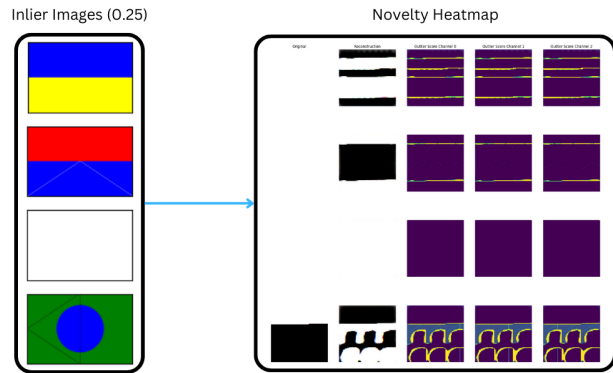 Inlier Images (0.25)
Novelty Heatmap
Original
Reconstruction
Outlier Score Channel 0
Outlier Score Channel 1
Outlier Score Channel 2